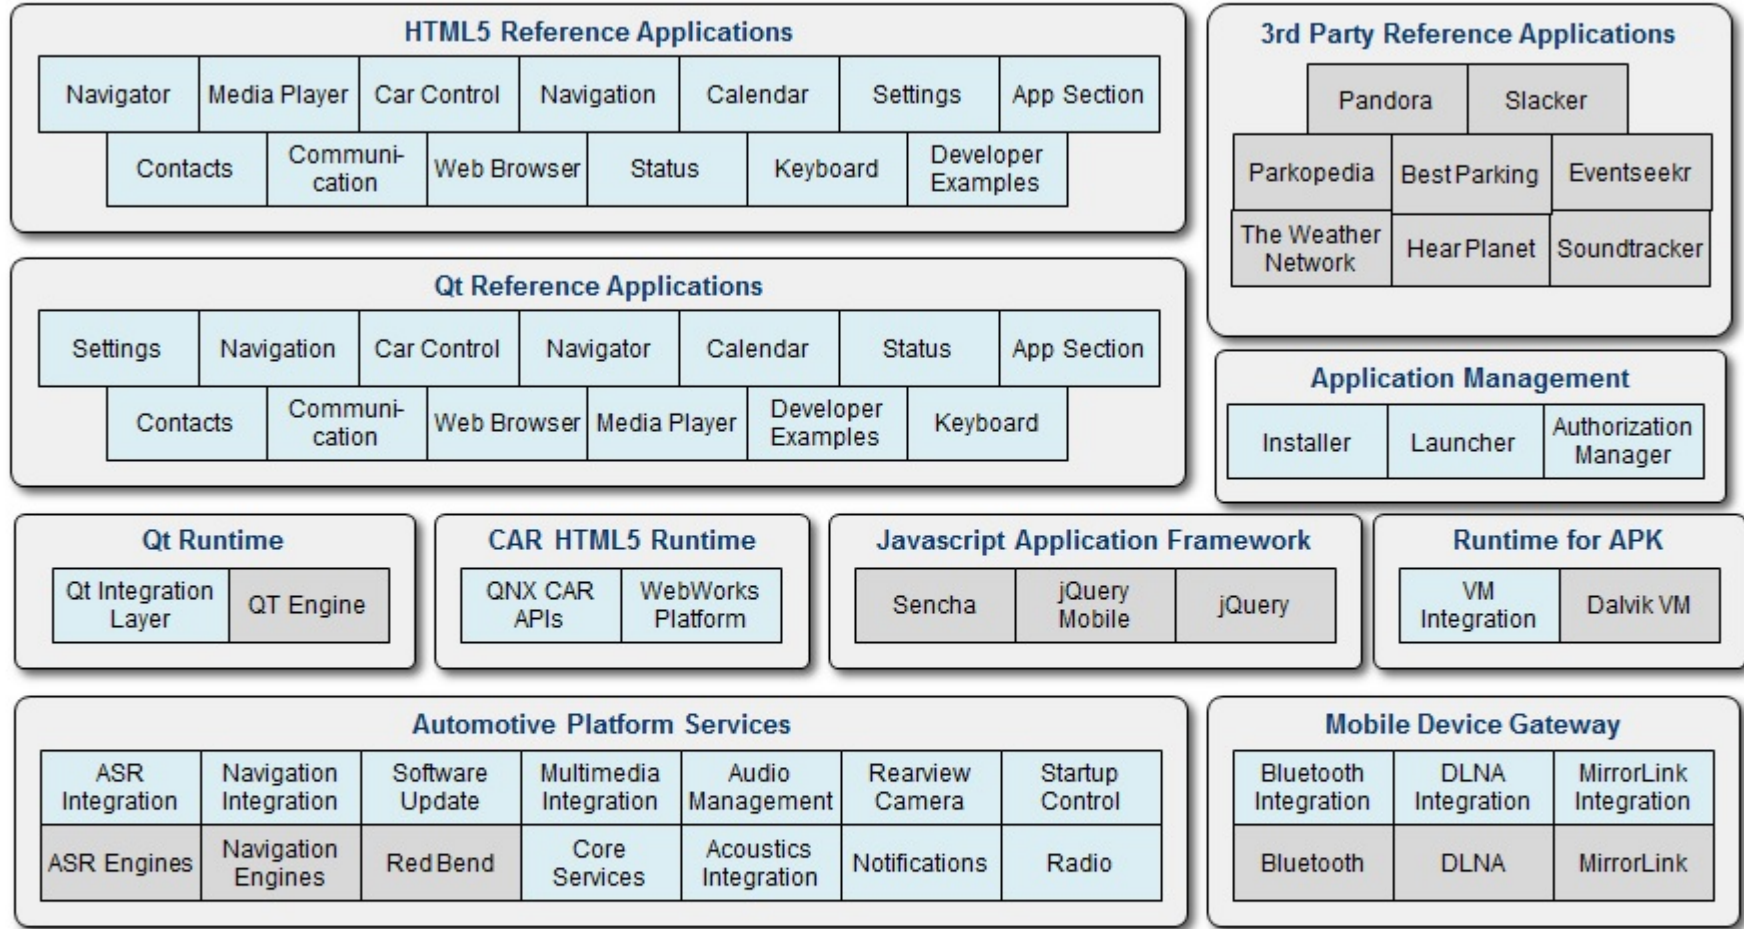 HTML5 Reference Applications
Navigator
Media Player
Car Control
Navigation
Calendar
Settings
App Section
Contacts
Communi-
cation
Web Browser
Status
Keyboard
Developer
Examples
3rd Party Reference Applications
Pandora
Slacker
Parkopedia
Best Parking
Eventseekr
The Weather
Network
Hear Planet
Soundtracker
Qt Reference Applications
Settings
Navigation
Car Control
Navigator
Calendar
Status
App Section
Contacts
Communi-
cation
Web Browser
Media Player
Developer
Examples
Keyboard
Application Management
Installer
Launcher
Authorization
Manager
Qt Runtime
Qt Integration
Layer
QT Engine
CAR HTML5 Runtime
QNX CAR
APIs
WebWorks
Platform
Javascript Application Framework
Sencha
jQuery
Mobile
jQuery
Runtime for APK
VM
Integration
Dalvik VM
Automotive Platform Services
ASR
Integration
Navigation
Integration
Software
Update
Multimedia
Integration
Audio
Management
Rearview
Camera
Startup
Control
ASR Engines
Navigation
Engines
Red Bend
Core
Services
Acoustics
Integration
Notifications
Radio
Mobile Device Gateway
Bluetooth
Integration
DLNA
Integration
MirrorLink
Integration
Bluetooth
DLNA
MirrorLink